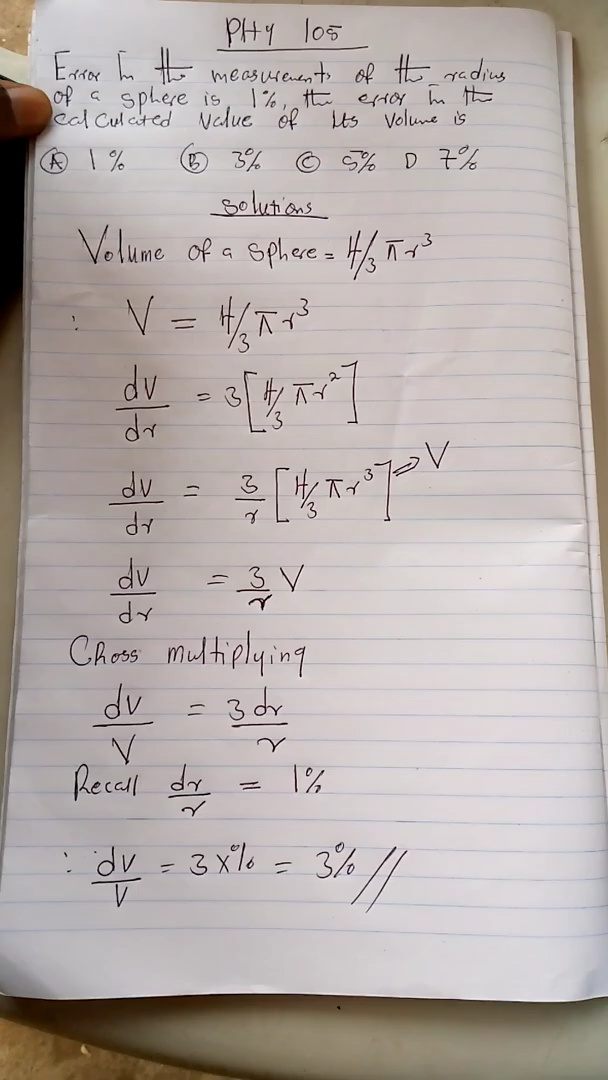 PHY 105
Error in the measurements of the radius
of a sphere is 1%, the error in the
calculated Value of its Volume is
Ⓐ 1% Ⓑ 3% Ⓒ 5% D 7%
Solutions
Volume of a sphere = 4/3 πr³
: V = 4/3 πr³
dv/dr = 3[4/3 πr²]
dv/dr = 3/r [4/3 πr³] ⇒ V
dv/dr = 3/r V
Cross multiplying
dv/V = 3dr/r
Recall dr/r = 1%
: dv/V = 3x% = 3% //